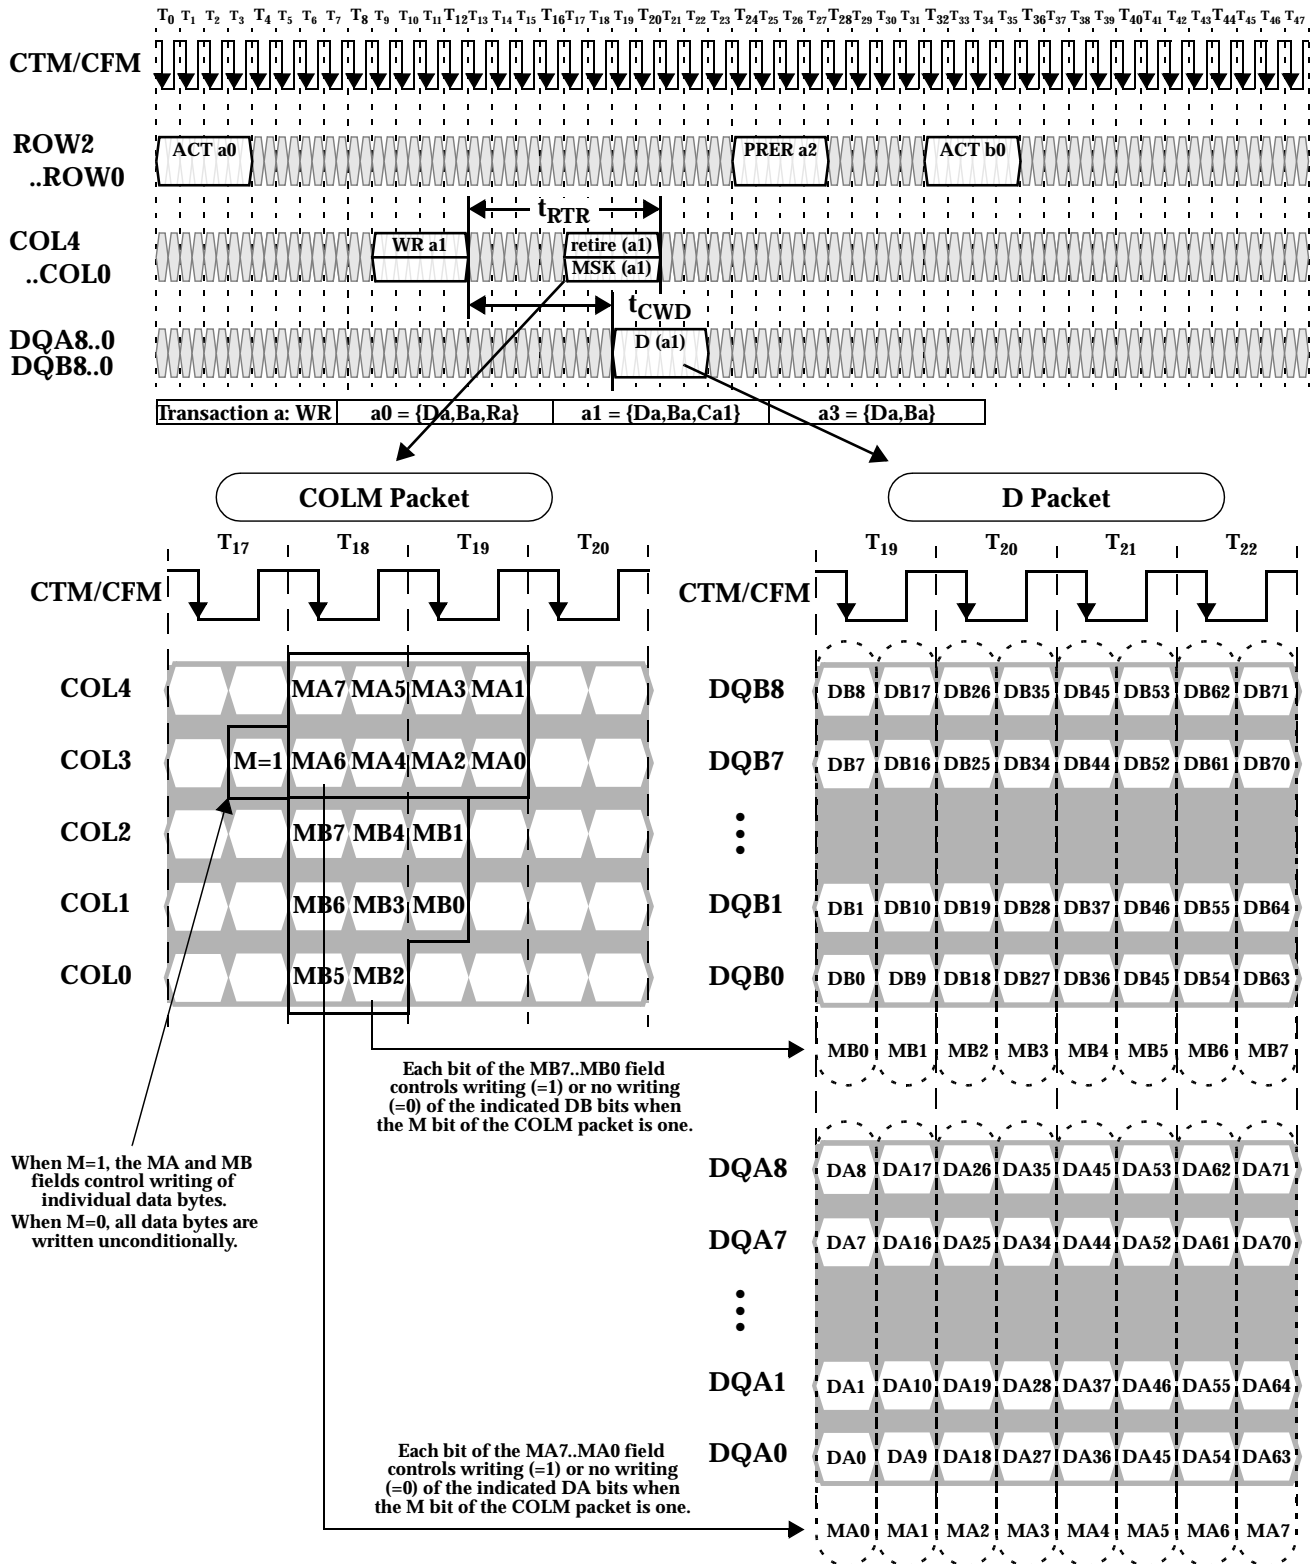 T0 T1 T2 T3 T4 T5 T6 T7 T8 T9 T10 T11 T12 T13 T14 T15 T16 T17 T18 T19 T20 T21 T22 T23 T24 T25 T26 T27 T28 T29 T30 T31 T32 T33 T34 T35 T36 T37 T38 T39 T40 T41 T42 T43 T44 T45 T46 T47
CTM/CFM
ROW2
..ROW0
ACT a0 PRER a2 ACT b0
tRTR
COL4
..COL0
WR a1 retire (a1)
MSK (a1)
tCWD
DQA8..0
DQB8..0
D (a1)
Transaction a: WR a0 = {Da,Ba,Ra} a1 = {Da,Ba,Ca1} a3 = {Da,Ba}
COLM Packet
T17 T18 T19 T20
CTM/CFM
COL4 MA7 MA5 MA3 MA1
COL3 M=1 MA6 MA4 MA2 MA0
COL2 MB7 MB4 MB1
COL1 MB6 MB3 MB0
COL0 MB5 MB2
Each bit of the MB7..MB0 field
controls writing (=1) or no writing
(=0) of the indicated DB bits when
the M bit of the COLM packet is one.
When M=1, the MA and MB
fields control writing of
individual data bytes.
When M=0, all data bytes are
written unconditionally.
Each bit of the MA7..MA0 field
controls writing (=1) or no writing
(=0) of the indicated DA bits when
the M bit of the COLM packet is one.
D Packet
T19 T20 T21 T22
CTM/CFM
DQB8 DB8 DB17 DB26 DB35 DB45 DB53 DB62 DB71
DQB7 DB7 DB16 DB25 DB34 DB44 DB52 DB61 DB70
DQB1 DB1 DB10 DB19 DB28 DB37 DB46 DB55 DB64
DQB0 DB0 DB9 DB18 DB27 DB36 DB45 DB54 DB63
MB0 MB1 MB2 MB3 MB4 MB5 MB6 MB7
DQA8 DA8 DA17 DA26 DA35 DA45 DA53 DA62 DA71
DQA7 DA7 DA16 DA25 DA34 DA44 DA52 DA61 DA70
DQA1 DA1 DA10 DA19 DA28 DA37 DA46 DA55 DA64
DQA0 DA0 DA9 DA18 DA27 DA36 DA45 DA54 DA63
MA0 MA1 MA2 MA3 MA4 MA5 MA6 MA7